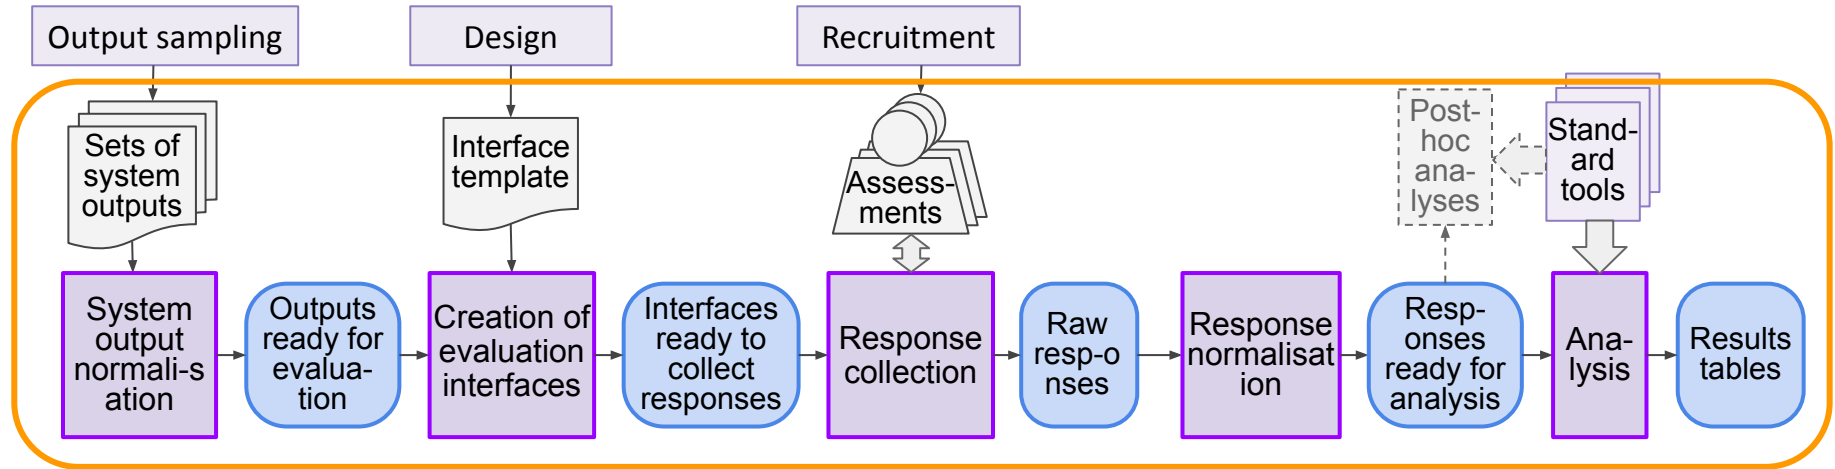 Output sampling
Design
Recruitment
Sets of
system
outputs
Interface
template
Assess-
ments
Post-
hoc
ana-
lyses
Stand-
ard
tools
System
output
normali-s
ation
Outputs
ready for
evalua-
tion
Creation of
evaluation
interfaces
Interfaces
ready to
collect
responses
Response
collection
Raw
resp-o
nses
Response
normalisat
ion
Resp-
onses
ready for
analysis
Ana-
lysis
Results
tables